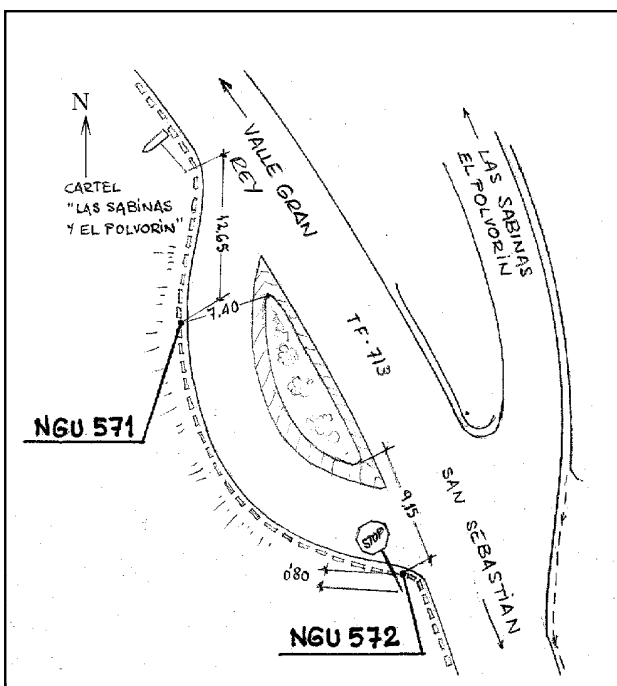 N
CARTEL
"LAS SABINAS
Y EL POLVORIN"
VALLE GRAN
REY
LAS SABINAS
EL POLVORIN
42.65
7.40
TF-713
NGU 571
9,15
SAN SEBASTIAN
STOP
0'80
NGU 572